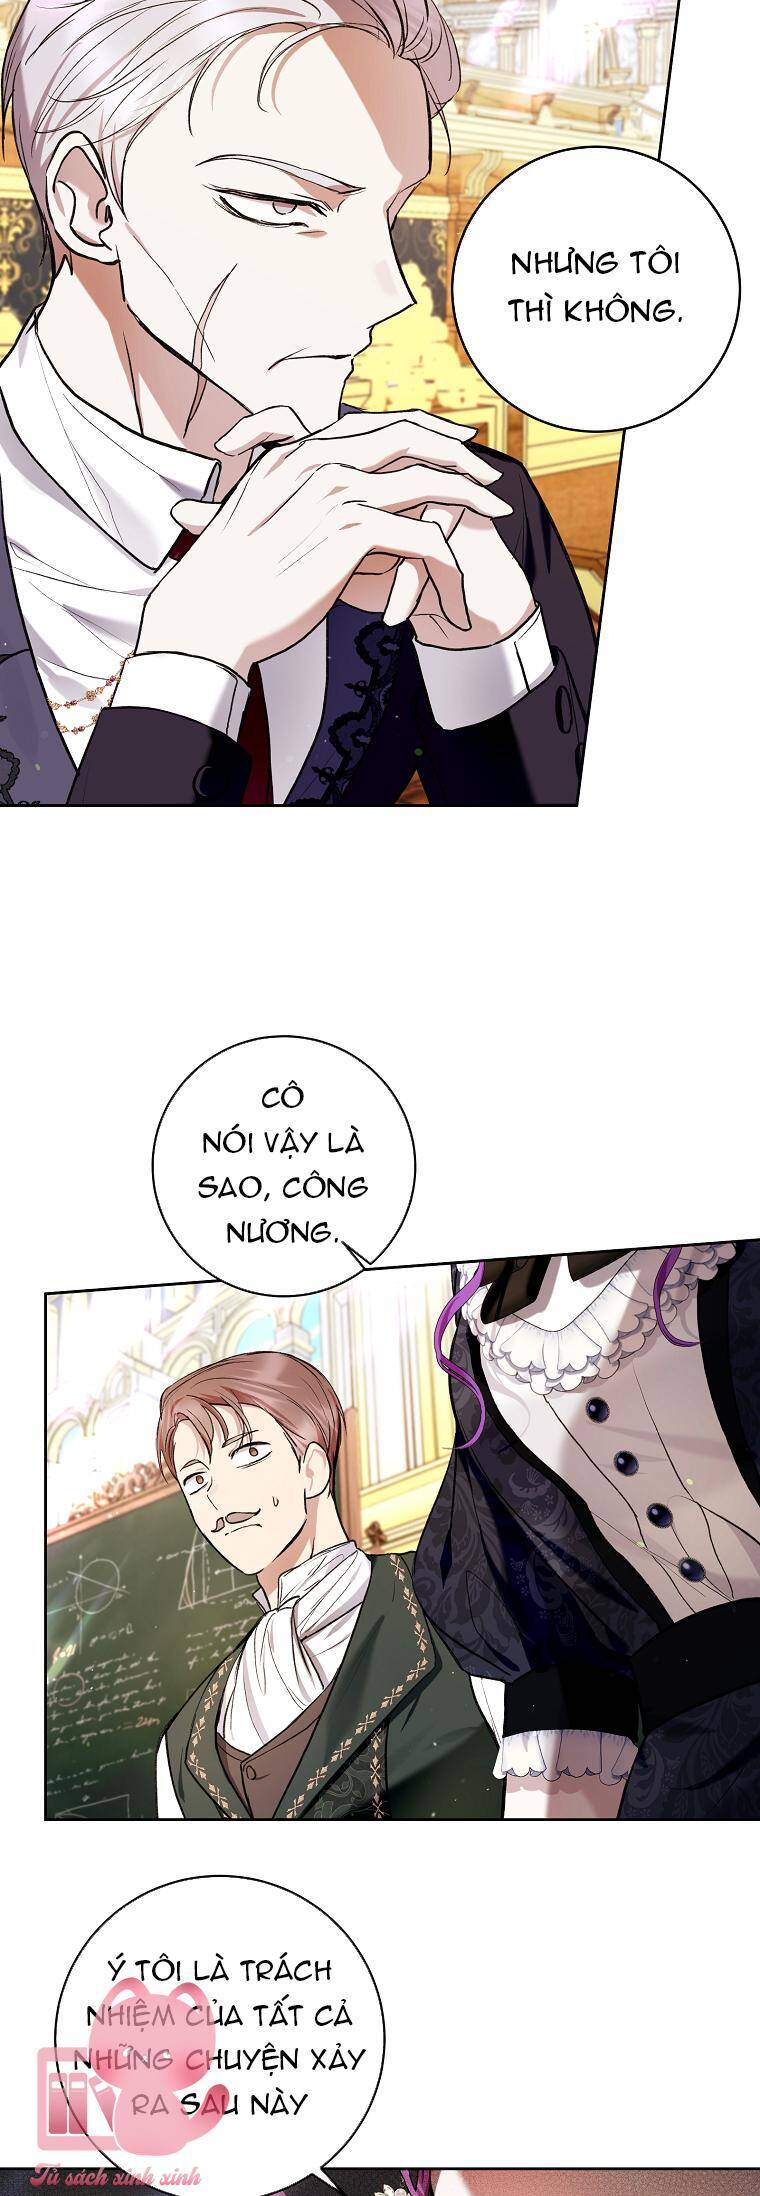 NHƯNG TÔI
THÌ KHÔNG.
CÔ
NÓI VẬY LÀ
SAO, CÔNG
NƯƠNG.
Ý TÔI LÀ TRÁCH
NHIỆM CỦA TẤT CẢ
NHỮNG CHUYỆN XẢY
RA SAU NÀY
Tủ sách xinh xinh